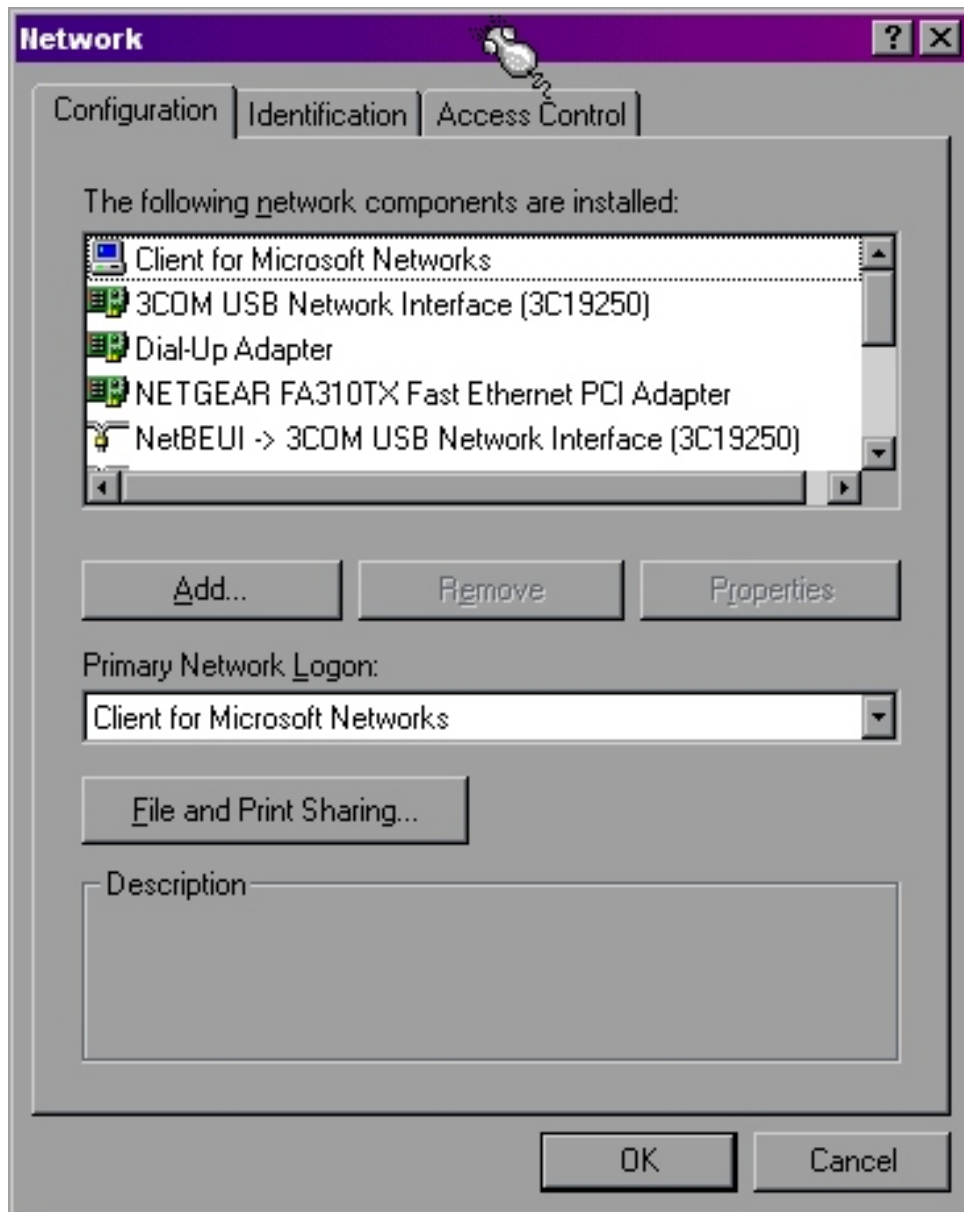 Network
Configuration
Identification
Access Control
The following network components are installed:
Client for Microsoft Networks
3COM USB Network Interface (3C19250)
Dial-Up Adapter
NETGEAR FA310TX Fast Ethernet PCI Adapter
NetBEUI -> 3COM USB Network Interface (3C19250)
Add...
Remove
Properties
Primary Network Logon:
Client for Microsoft Networks
File and Print Sharing...
Description
OK
Cancel